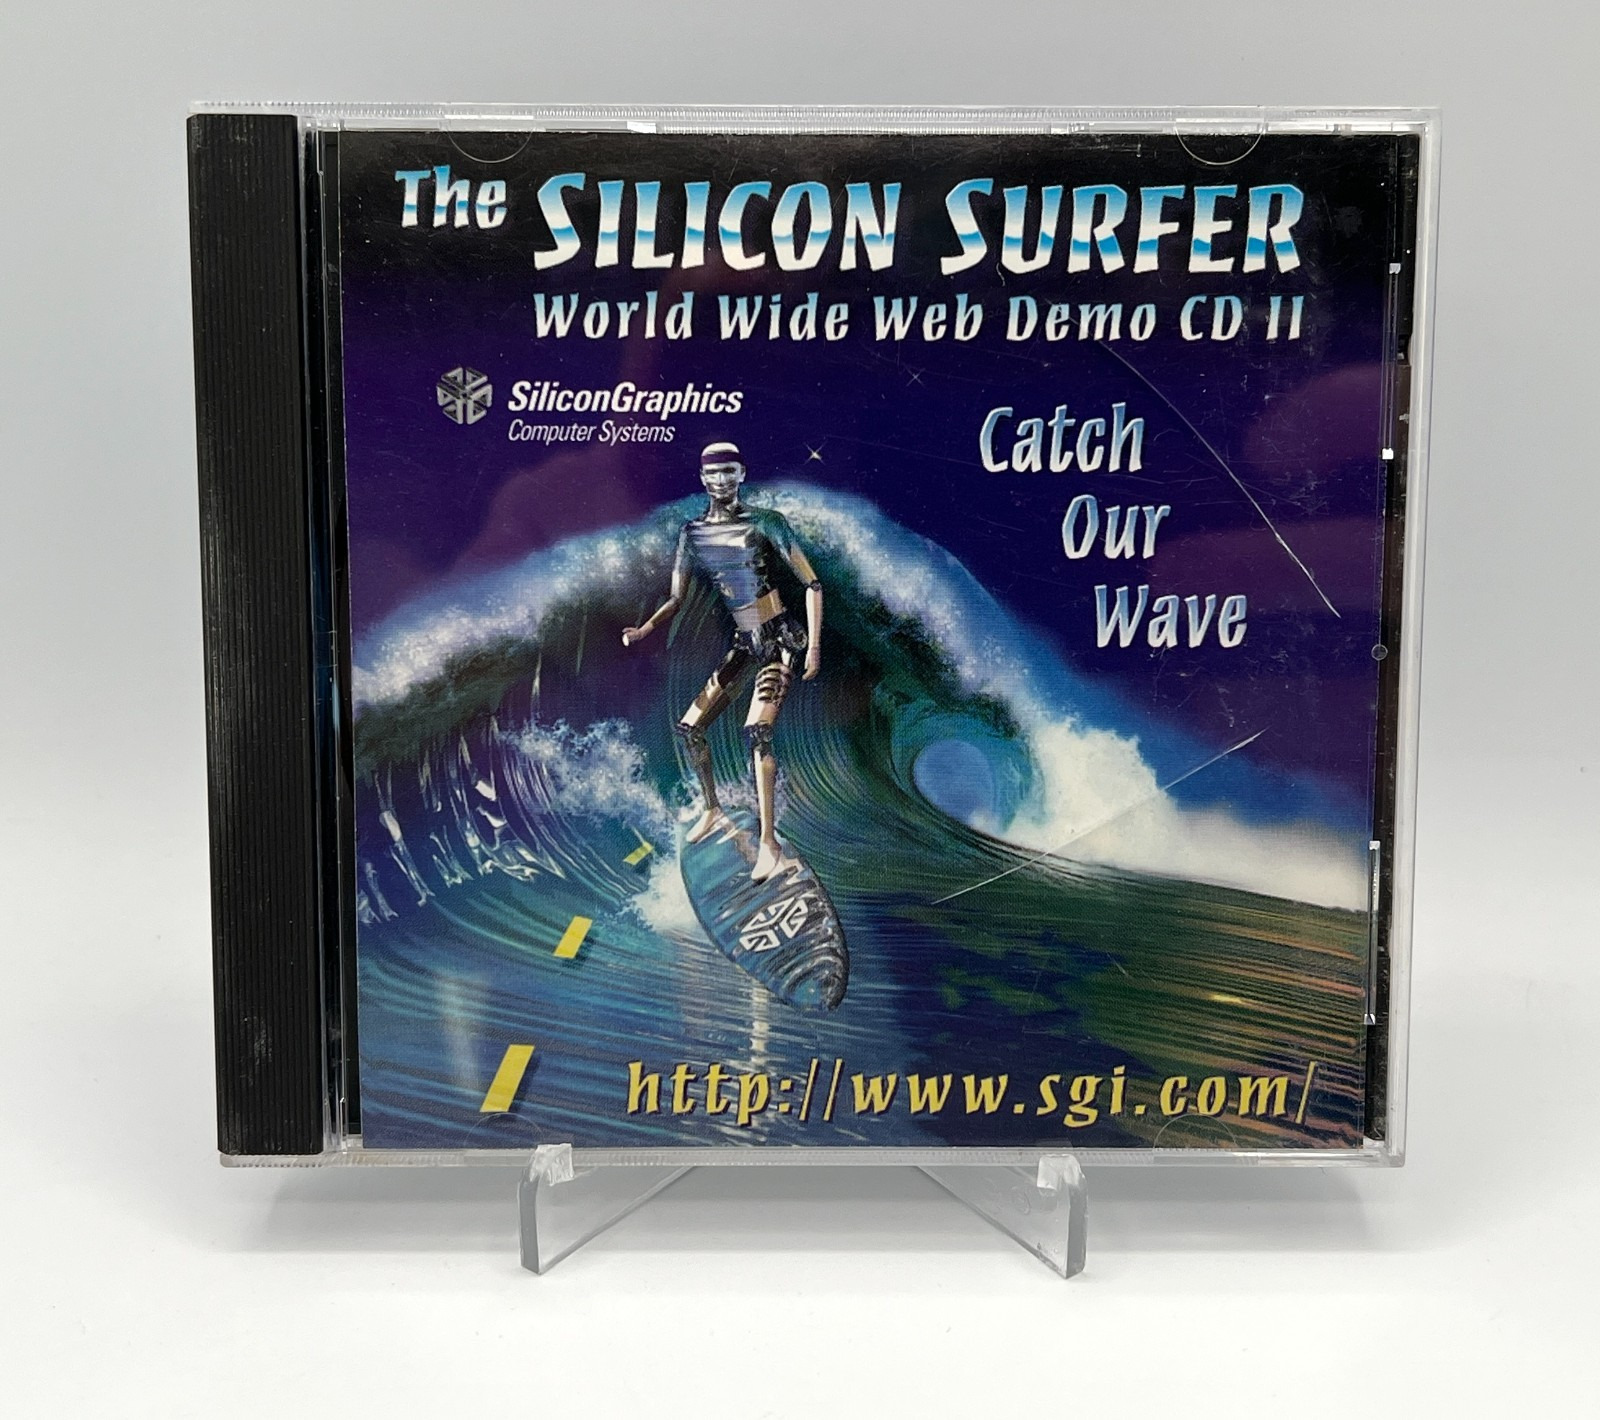 The SILICON SURFER
World Wide Web Demo CD II
SiliconGraphics
Computer Systems
Catch
Our
Wave
http://www.sgi.com/